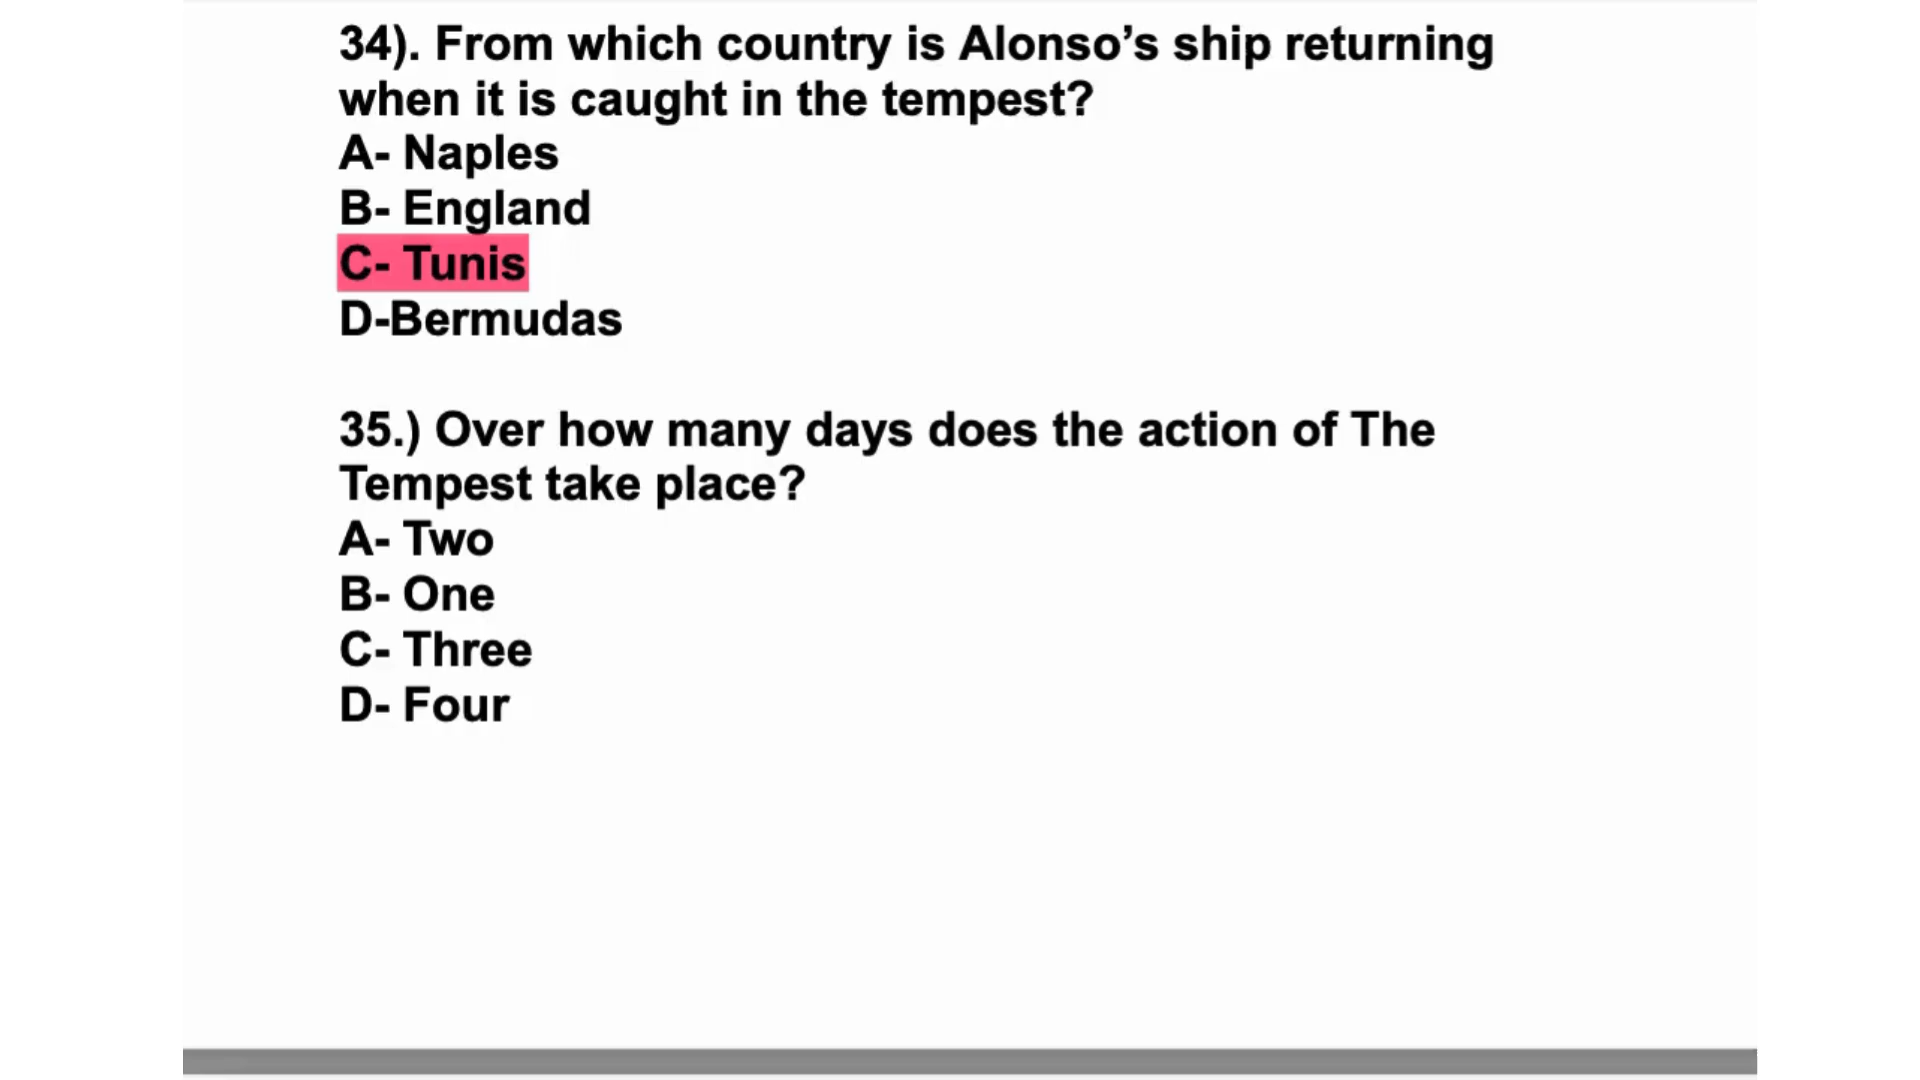 34). From which country is Alonso’s ship returning
when it is caught in the tempest?
A- Naples
B- England
C- Tunis
D-Bermudas
35.) Over how many days does the action of The
Tempest take place?
A- Two
B- One
C- Three
D- Four